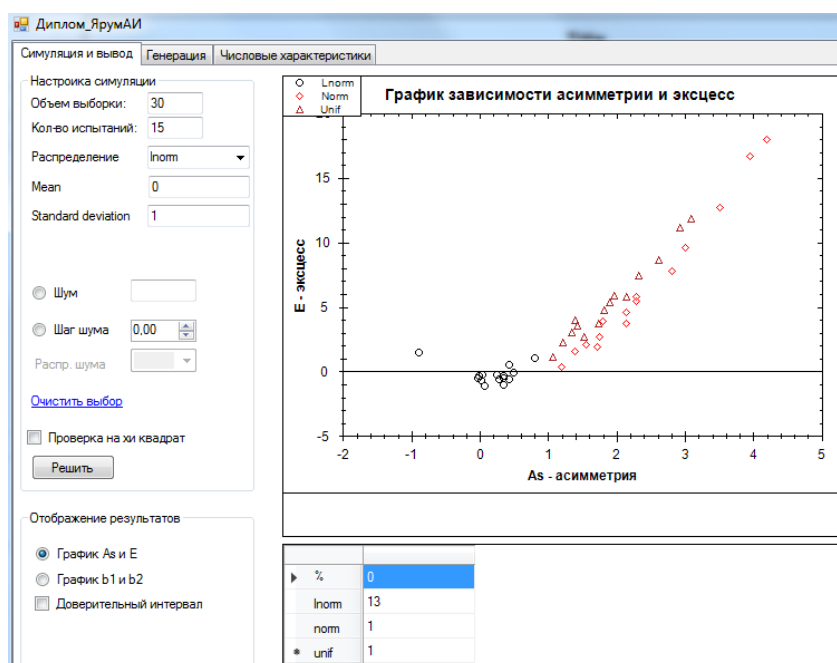 Диплом_ЯрумАИ
Симуляция и вывод Генерация Числовые характеристики
Настройка симуляции
Объем выборки: 30
Кол-во испытаний: 15
Распределение lnorm
Mean 0
Standard deviation 1
Шум
Шаг шума 0,00
Распр. шума
Очистить выбор
Проверка на хи квадрат
Решить
Отображение результатов
График As и E
График b1 и b2
Доверительный интервал
Lnorm
Norm
Unif
График зависимости асимметрии и эксцесс
15
10
5
0
-5
-2 -1 0 1 2 3 4 5
E - эксцесс
As - асимметрия
% 0
lnorm 13
norm 1
unif 1